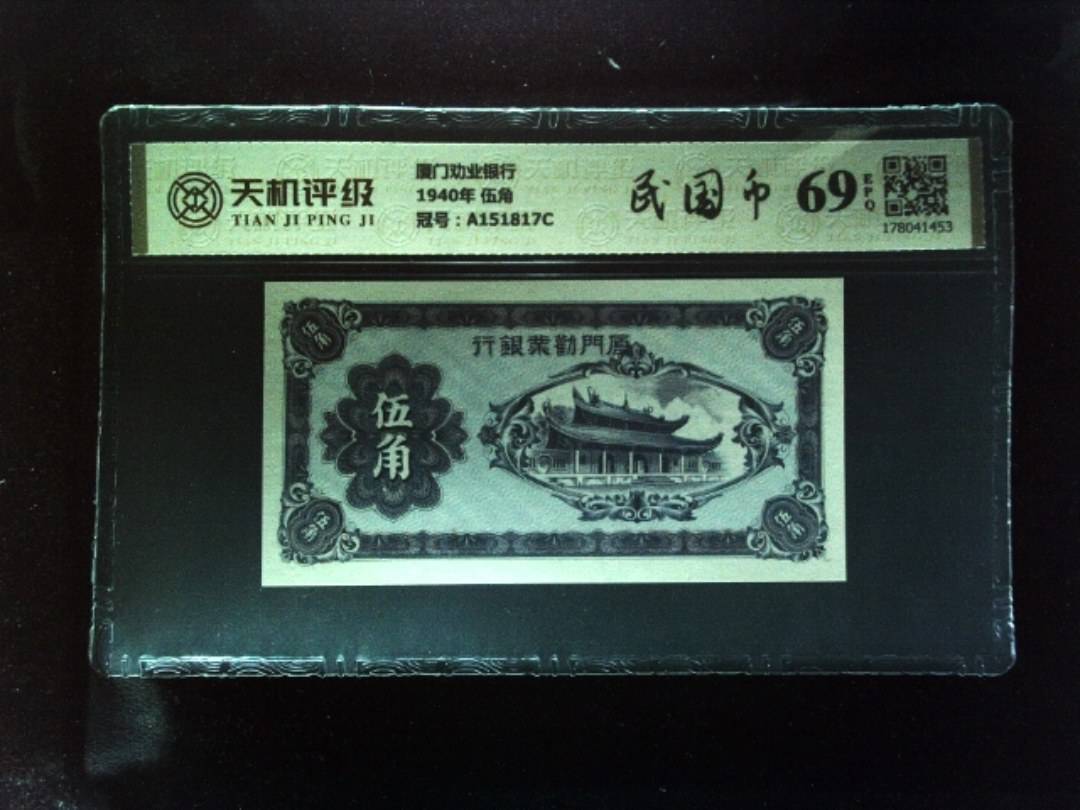 天机评级
TIAN JI PING JI
厦门劝业银行
1940年 伍角
冠号：A151817C
民国币
69
EPQ
178041453
伍角
伍角
行銀業勸門厦
伍
角
伍角
伍角